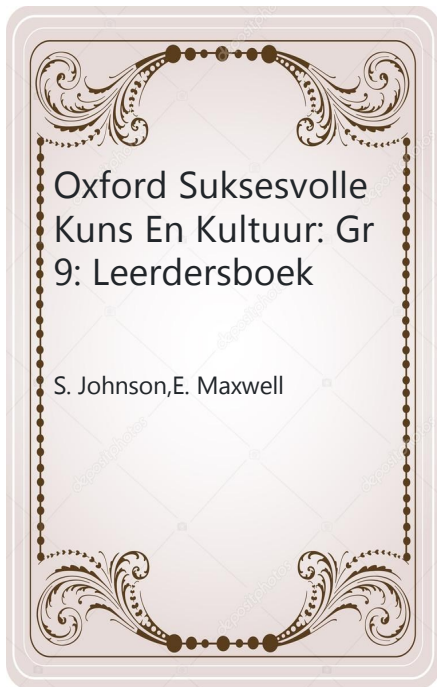 Oxford Suksesvolle
Kuns En Kultuur: Gr
9: Leerdersboek
S. Johnson,E. Maxwell